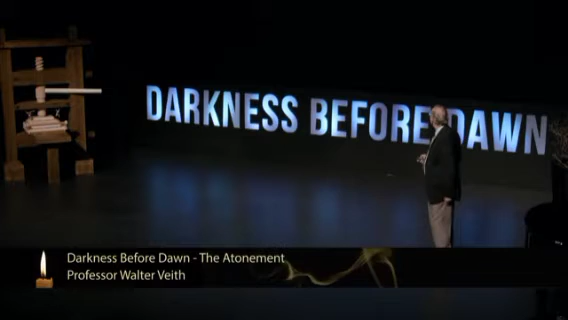 DARKNESS BEFORE DAWN
Darkness Before Dawn - The Atonement
Professor Walter Veith